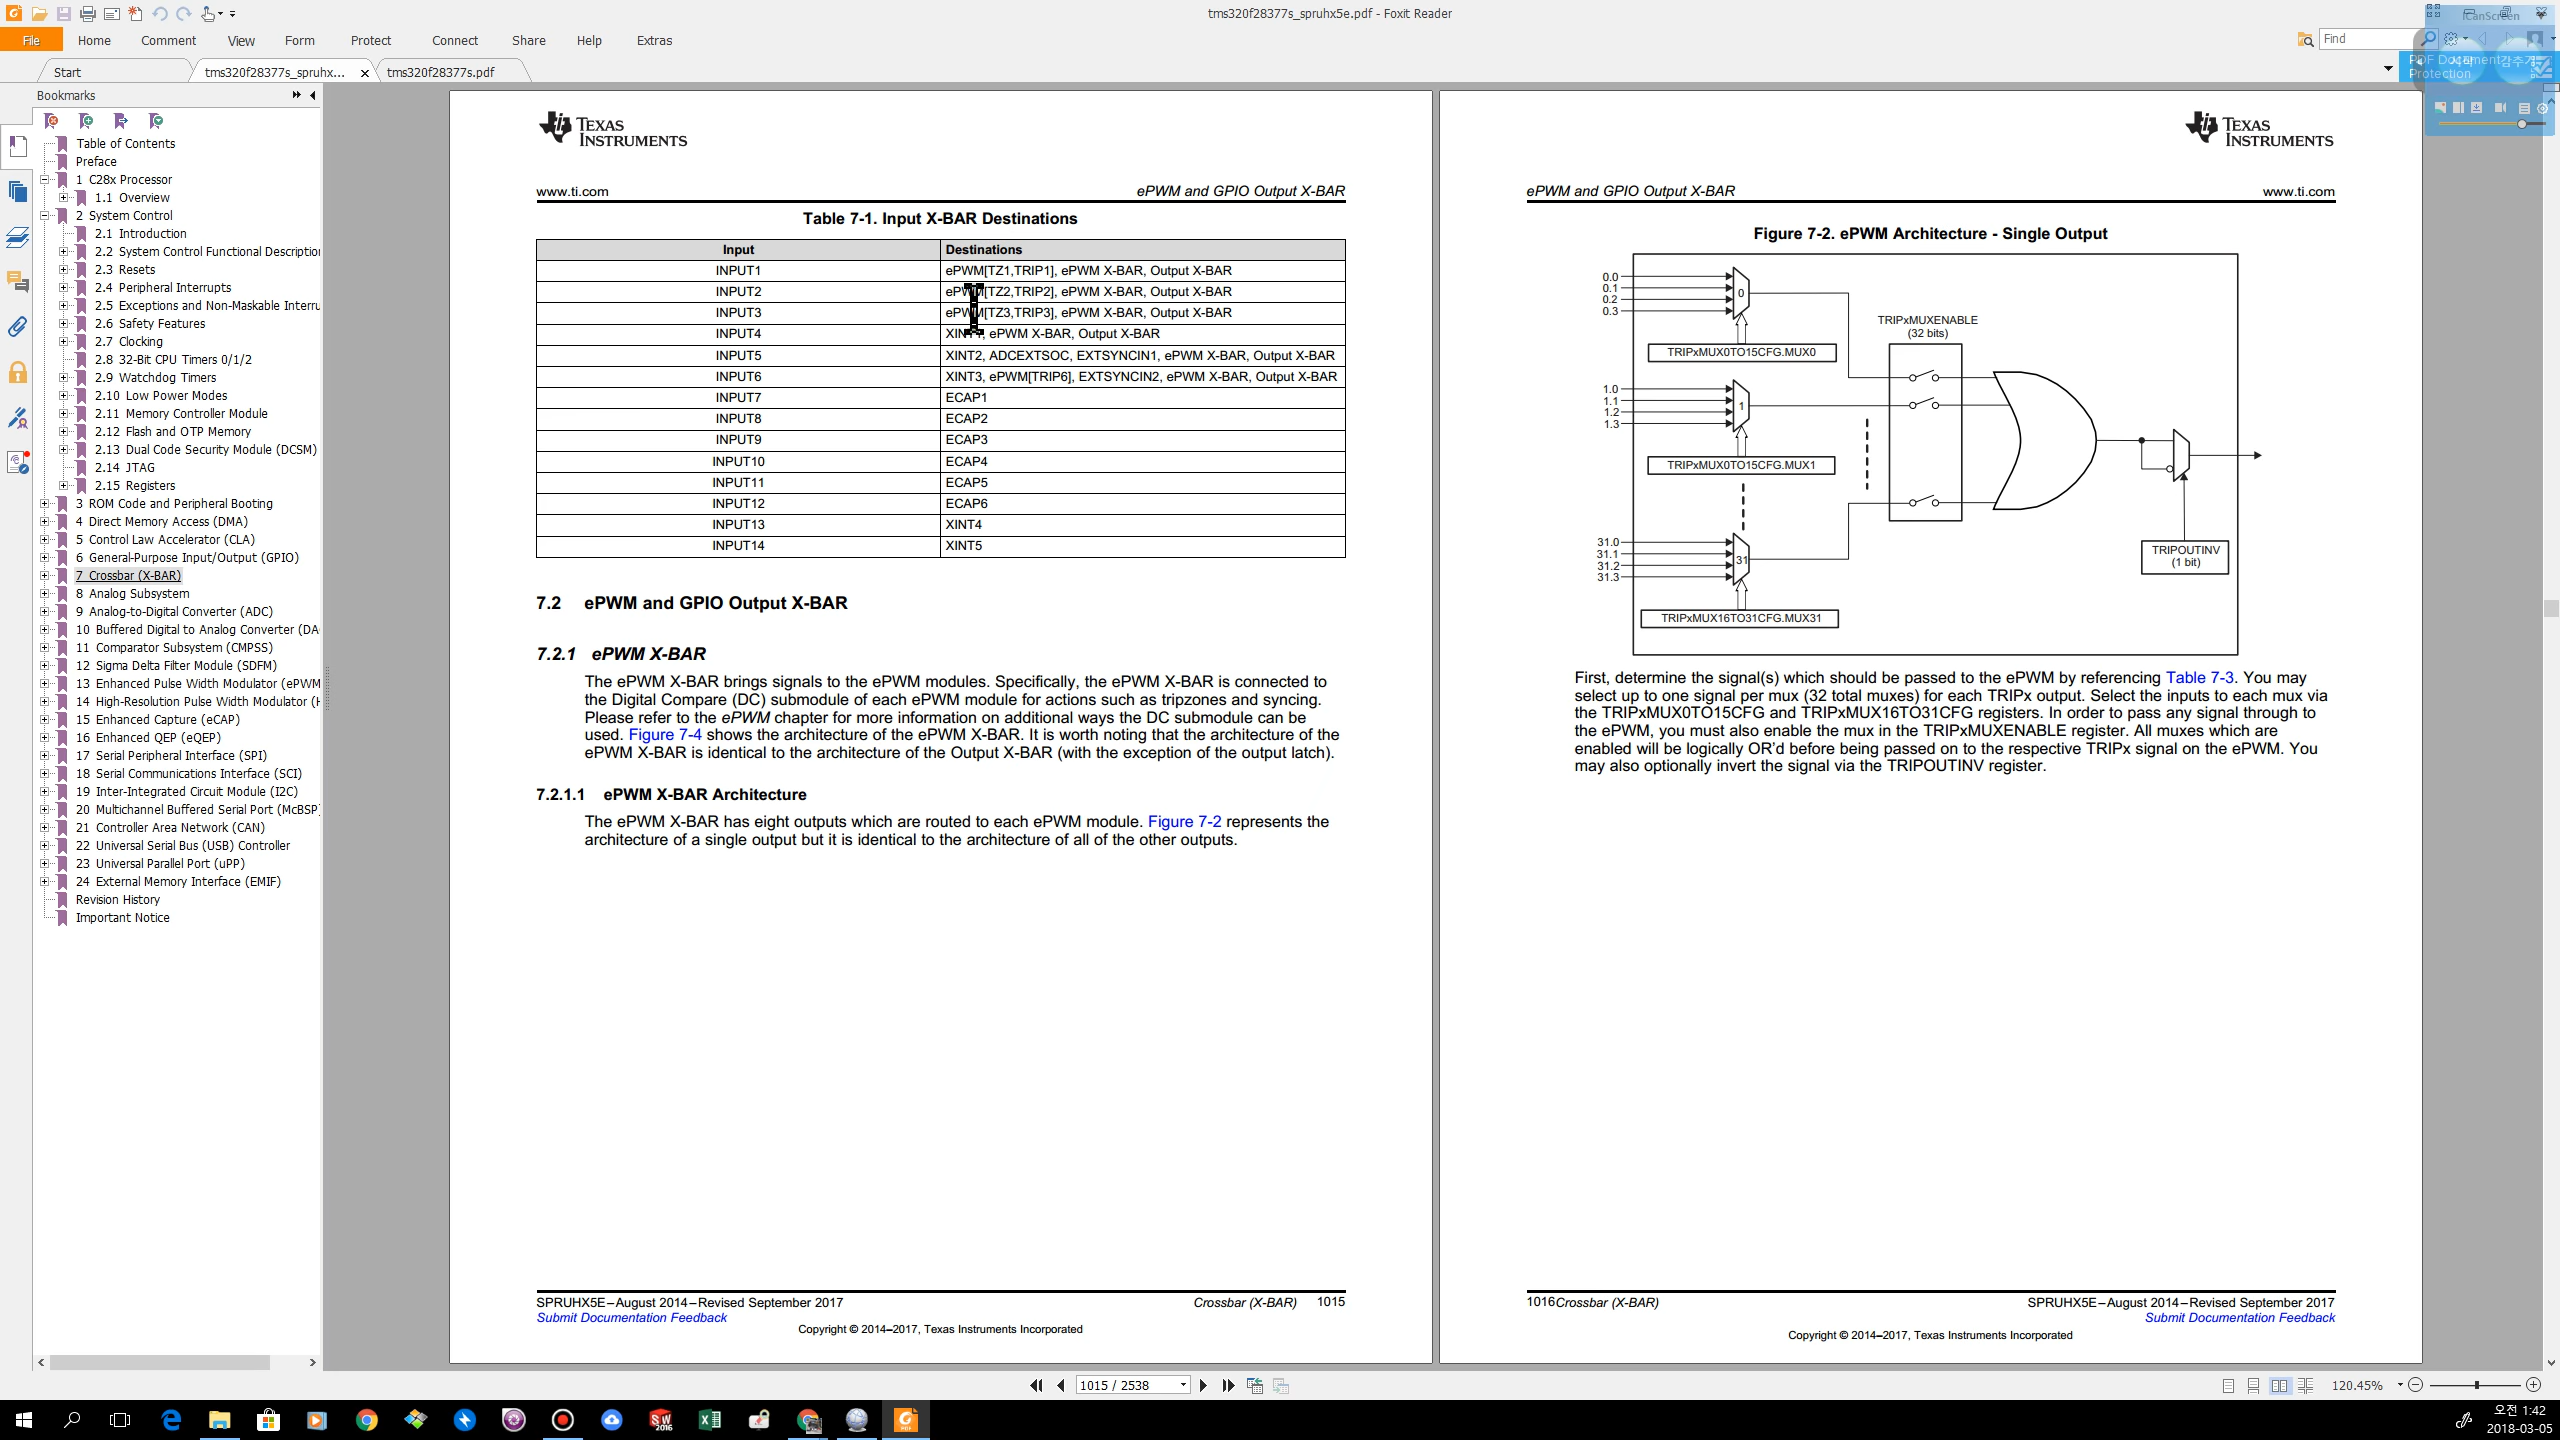 tms320f28377s_spruhx5e.pdf - Foxit Reader
File Home Comment View Form Protect Connect Share Help Extras
Find
Start
tms320f28377s_spruhx...
tms320f28377s.pdf
PDF Document
Protection
Bookmarks
Table of Contents
Preface
1 C28x Processor
1.1 Overview
2 System Control
2.1 Introduction
2.2 System Control Functional Description
2.3 Resets
2.4 Peripheral Interrupts
2.5 Exceptions and Non-Maskable Interru
2.6 Safety Features
2.7 Clocking
2.8 32-Bit CPU Timers 0/1/2
2.9 Watchdog Timers
2.10 Low Power Modes
2.11 Memory Controller Module
2.12 Flash and OTP Memory
2.13 Dual Code Security Module (DCSM)
2.14 JTAG
2.15 Registers
3 ROM Code and Peripheral Booting
4 Direct Memory Access (DMA)
5 Control Law Accelerator (CLA)
6 General-Purpose Input/Output (GPIO)
7 Crossbar (X-BAR)
8 Analog Subsystem
9 Analog-to-Digital Converter (ADC)
10 Buffered Digital to Analog Converter (DA
11 Comparator Subsystem (CMPSS)
12 Sigma Delta Filter Module (SDFM)
13 Enhanced Pulse Width Modulator (ePWM
14 High-Resolution Pulse Width Modulator (H
15 Enhanced Capture (eCAP)
16 Enhanced QEP (eQEP)
17 Serial Peripheral Interface (SPI)
18 Serial Communications Interface (SCI)
19 Inter-Integrated Circuit Module (I2C)
20 Multichannel Buffered Serial Port (McBSP)
21 Controller Area Network (CAN)
22 Universal Serial Bus (USB) Controller
23 Universal Parallel Port (uPP)
24 External Memory Interface (EMIF)
Revision History
Important Notice
TEXAS
INSTRUMENTS
www.ti.com ePWM and GPIO Output X-BAR
Table 7-1. Input X-BAR Destinations
Input Destinations
INPUT1 ePWM[TZ1,TRIP1], ePWM X-BAR, Output X-BAR
INPUT2 ePWM[TZ2,TRIP2], ePWM X-BAR, Output X-BAR
INPUT3 ePWM[TZ3,TRIP3], ePWM X-BAR, Output X-BAR
INPUT4 XINT1, ePWM X-BAR, Output X-BAR
INPUT5 XINT2, ADCEXTSOC, EXTSYNCIN1, ePWM X-BAR, Output X-BAR
INPUT6 XINT3, ePWM[TRIP6], EXTSYNCIN2, ePWM X-BAR, Output X-BAR
INPUT7 ECAP1
INPUT8 ECAP2
INPUT9 ECAP3
INPUT10 ECAP4
INPUT11 ECAP5
INPUT12 ECAP6
INPUT13 XINT4
INPUT14 XINT5
7.2 ePWM and GPIO Output X-BAR
7.2.1 ePWM X-BAR
The ePWM X-BAR brings signals to the ePWM modules. Specifically, the ePWM X-BAR is connected to
the Digital Compare (DC) submodule of each ePWM module for actions such as tripzones and syncing.
Please refer to the ePWM chapter for more information on additional ways the DC submodule can be
used. Figure 7-4 shows the architecture of the ePWM X-BAR. It is worth noting that the architecture of the
ePWM X-BAR is identical to the architecture of the Output X-BAR (with the exception of the output latch).
7.2.1.1 ePWM X-BAR Architecture
The ePWM X-BAR has eight outputs which are routed to each ePWM module. Figure 7-2 represents the
architecture of a single output but it is identical to the architecture of all of the other outputs.
SPRUHX5E–August 2014–Revised September 2017 Crossbar (X-BAR) 1015
Submit Documentation Feedback
Copyright © 2014–2017, Texas Instruments Incorporated
TEXAS
INSTRUMENTS
ePWM and GPIO Output X-BAR www.ti.com
Figure 7-2. ePWM Architecture - Single Output
0.0
0.1
0.2
0.3
0
TRIPxMUX0TO15CFG.MUX0
1.0
1.1
1.2
1.3
1
TRIPxMUX0TO15CFG.MUX1
31.0
31.1
31.2
31.3
31
TRIPxMUX16TO31CFG.MUX31
TRIPxMUXENABLE
(32 bits)
TRIPOUTINV
(1 bit)
First, determine the signal(s) which should be passed to the ePWM by referencing Table 7-3. You may
select up to one signal per mux (32 total muxes) for each TRIPx output. Select the inputs to each mux via
the TRIPxMUX0TO15CFG and TRIPxMUX16TO31CFG registers. In order to pass any signal through to
the ePWM, you must also enable the mux in the TRIPxMUXENABLE register. All muxes which are
enabled will be logically OR'd before being passed on to the respective TRIPx signal on the ePWM. You
may also optionally invert the signal via the TRIPOUTINV register.
1016 Crossbar (X-BAR) SPRUHX5E–August 2014–Revised September 2017
Submit Documentation Feedback
Copyright © 2014–2017, Texas Instruments Incorporated
1015 / 2538
120.45%
오전 1:42
2018-03-05